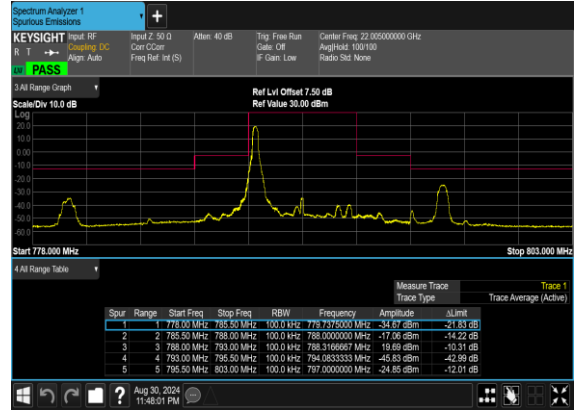 Spectrum Analyzer 1
Spurious Emissions
KEYSIGHT Input: RF Input Z: 50 Ω Atten: 40 dB Trig: Free Run Center Freq: 22.005000000 GHz
R T Coupling: DC Corr CCorr Gate: Off Avg|Hold: 100/100
Align: Auto Freq Ref: Int (S) IF Gain: Low Radio Std: None
LM PASS
3 All Range Graph
Ref Lvl Offset 7.50 dB
Scale/Div 10.0 dB Ref Value 30.00 dBm
Log
20.0
10.0
0.00
-10.0
-20.0
-30.0
-40.0
-50.0
-60.0
Start 778.000 MHz Stop 803.000 MHz
4 All Range Table
Measure Trace Trace 1
Trace Type Trace Average (Active)
Spur Range Start Freq Stop Freq RBW Frequency Amplitude ΔLimit
1 1 778.00 MHz 785.50 MHz 100.0 kHz 779.7375000 MHz -34.67 dBm -21.83 dB
2 2 785.50 MHz 788.00 MHz 100.0 kHz 788.0000000 MHz -17.06 dBm -14.22 dB
3 3 788.00 MHz 793.00 MHz 100.0 kHz 788.3166667 MHz 19.69 dBm -10.31 dB
4 4 793.00 MHz 795.50 MHz 100.0 kHz 794.0833333 MHz -45.83 dBm -42.99 dB
5 5 795.50 MHz 803.00 MHz 100.0 kHz 797.0000000 MHz -24.85 dBm -12.01 dB
? Aug 30, 2024
11:48:01 PM